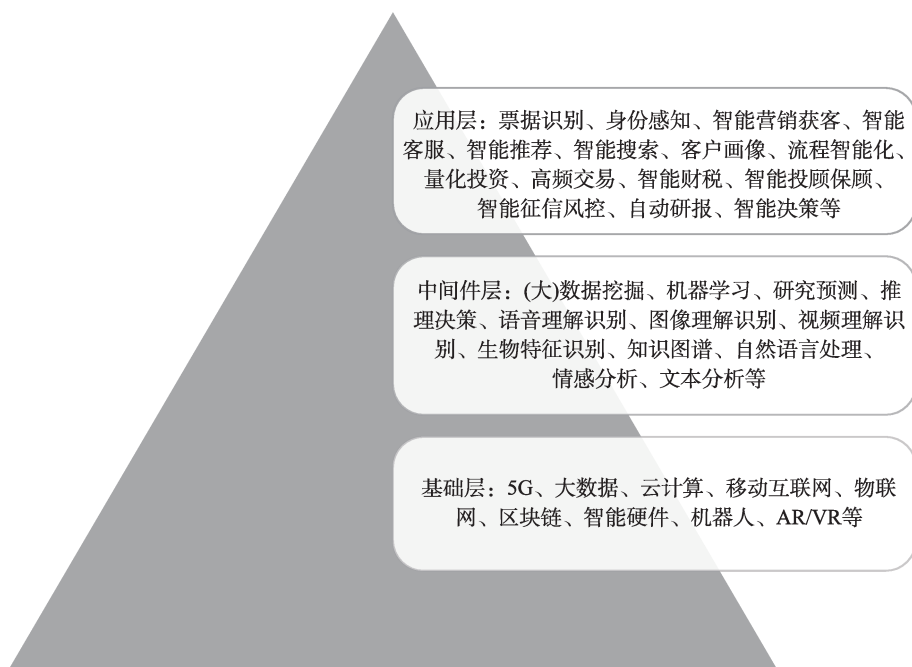 应用层：票据识别、身份感知、智能营销获客、智能
客服、智能推荐、智能搜索、客户画像、流程智能化、
量化投资、高频交易、智能财税、智能投顾保顾、
智能征信风控、自动研报、智能决策等
中间件层：(大)数据挖掘、机器学习、研究预测、推
理决策、语音理解识别、图像理解识别、视频理解识
别、生物特征识别、知识图谱、自然语言处理、
情感分析、文本分析等
基础层：5G、大数据、云计算、移动互联网、物联
网、区块链、智能硬件、机器人、AR/VR等